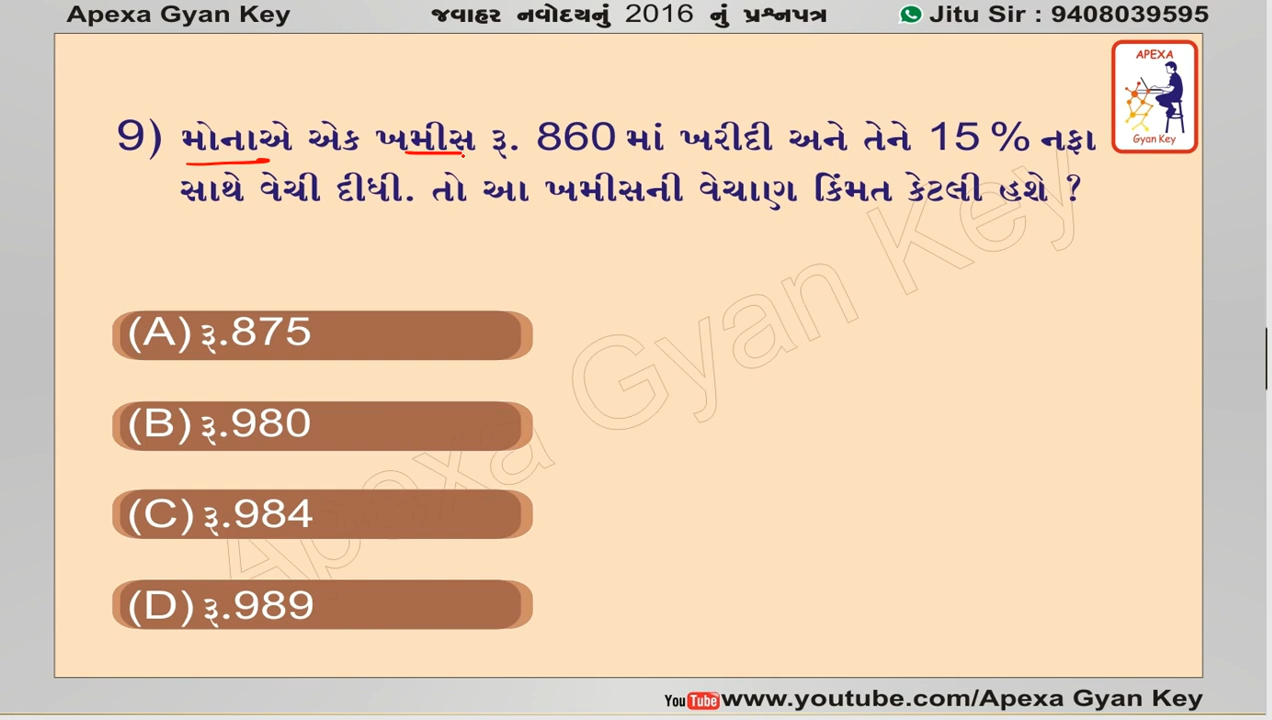 Apexa Gyan Key
જવાહર નવોદયનું 2016 નું પ્રશ્નપત્ર
Jitu Sir : 9408039595
APEXA
Gyan Key
9) મોનાએ એક ખમીસ રૂ. 860 માં ખરીદી અને તેને 15 % નફા
સાથે વેચી દીધી. તો આ ખમીસની વેચાણ કિંમત કેટલી હશે ?
(A) રૂ.875
(B) રૂ.980
(C) રૂ.984
(D) રૂ.989
Apexa Gyan Key
YouTube www.youtube.com/Apexa Gyan Key